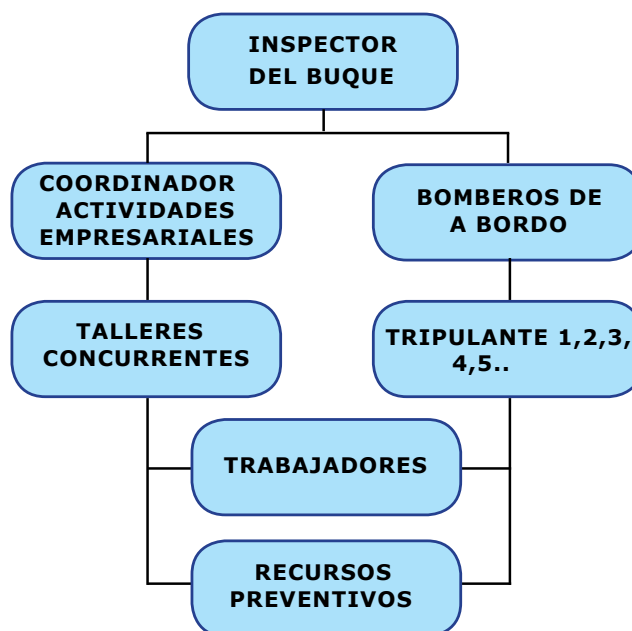 INSPECTOR
DEL BUQUE
COORDINADOR
ACTIVIDADES
EMPRESARIALES
BOMBEROS DE
A BORDO
TALLERES
CONCURRENTES
TRIPULANTE 1,2,3,
4,5..
TRABAJADORES
RECURSOS
PREVENTIVOS